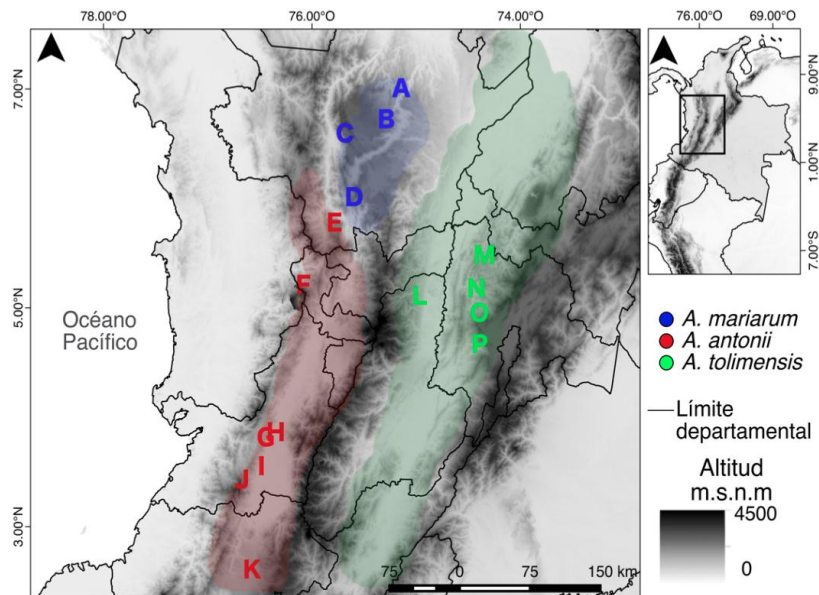 78.00°O 76.00°O 74.00°O
76.00°O 69.00°O
7.00°N
5.00°N
3.00°N
9.00°N
1.00°N
7.00°S
A
B
C
D
E
F
G H
I
J
K
L
M
N
O
P
Océano
Pacífico
75 0 75 150 km
A. mariarum
A. antonii
A. tolimensis
Límite
departamental
Altitud
m.s.n.m
4500
0